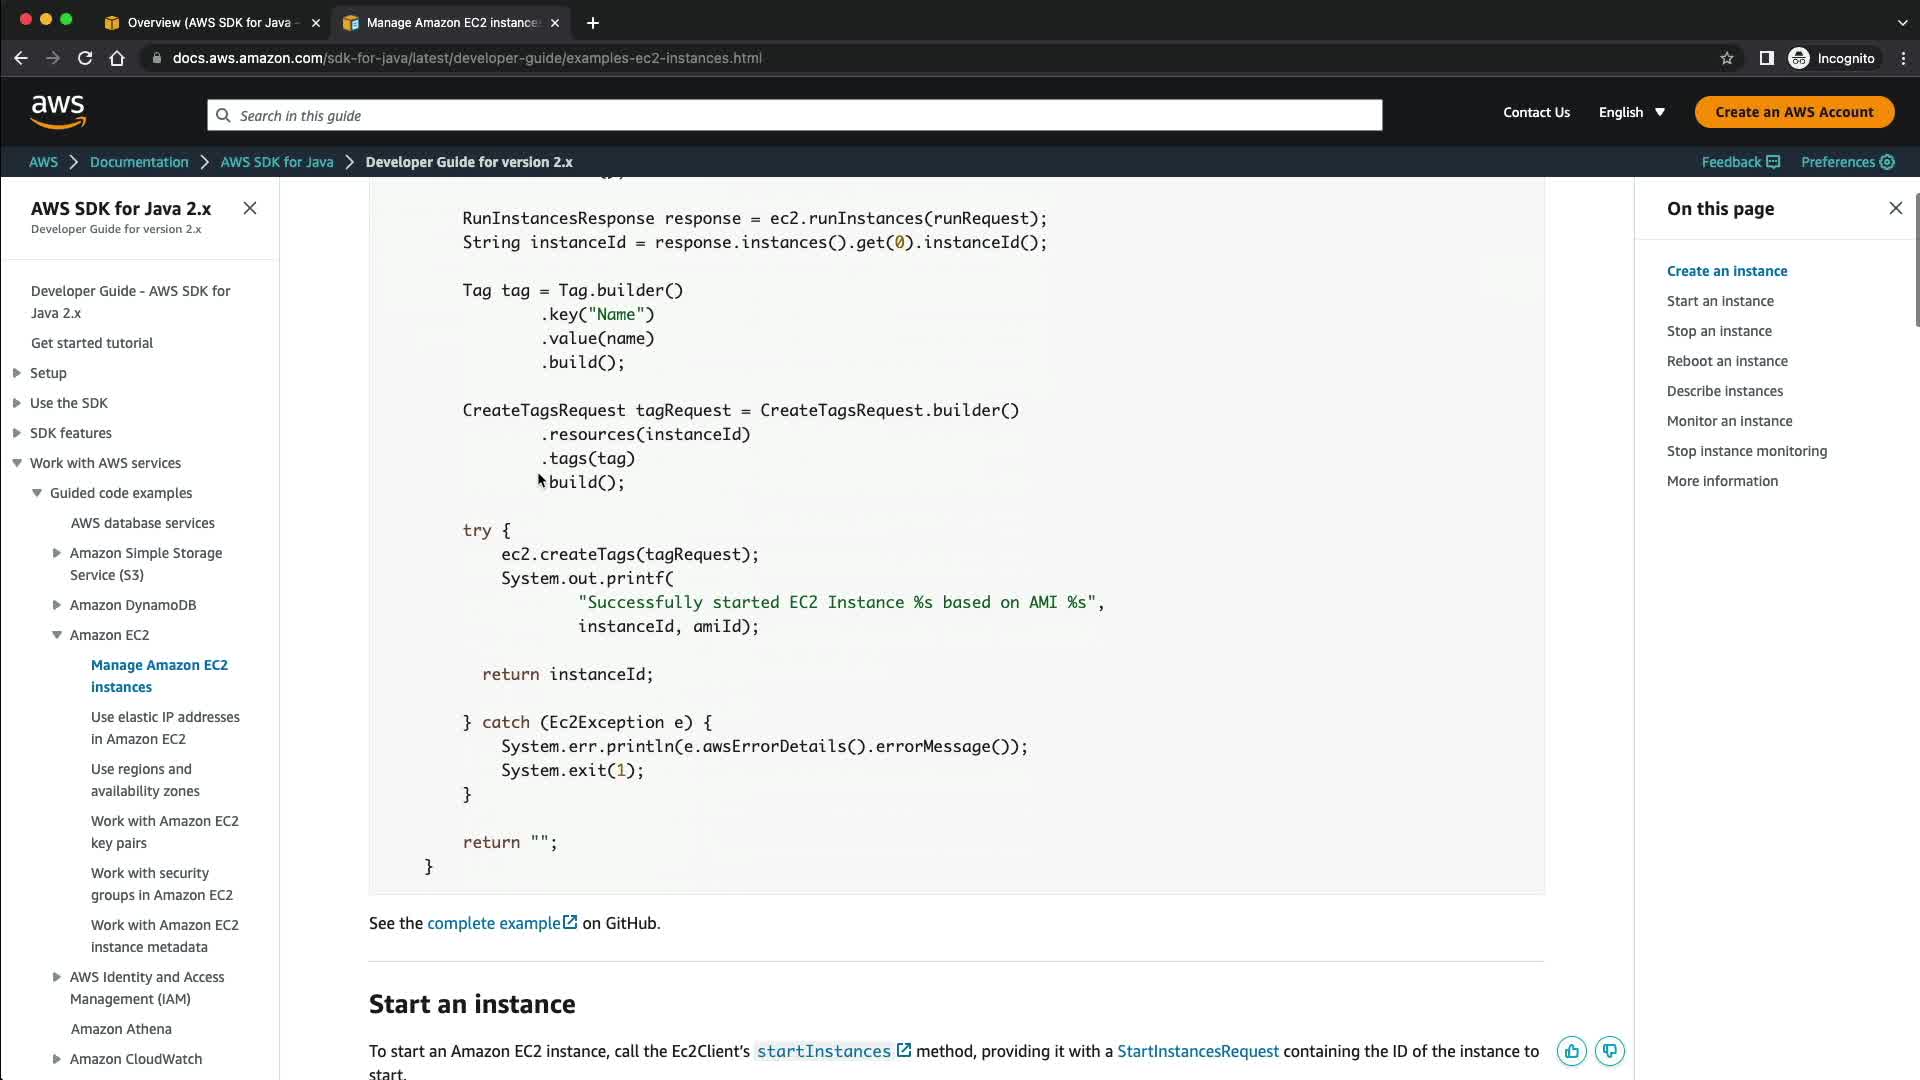 Overview (AWS SDK for Java -
Manage Amazon EC2 instance
docs.aws.amazon.com/sdk-for-java/latest/developer-guide/examples-ec2-instances.html
Incognito
aws
Search in this guide
Contact Us
English
Create an AWS Account
AWS
Documentation
AWS SDK for Java
Developer Guide for version 2.x
Feedback
Preferences
AWS SDK for Java 2.x
Developer Guide for version 2.x
Developer Guide - AWS SDK for
Java 2.x
Get started tutorial
Setup
Use the SDK
SDK features
Work with AWS services
Guided code examples
AWS database services
Amazon Simple Storage
Service (S3)
Amazon DynamoDB
Amazon EC2
Manage Amazon EC2
instances
Use elastic IP addresses
in Amazon EC2
Use regions and
availability zones
Work with Amazon EC2
key pairs
Work with security
groups in Amazon EC2
Work with Amazon EC2
instance metadata
AWS Identity and Access
Management (IAM)
Amazon Athena
Amazon CloudWatch
RunInstancesResponse response = ec2.runInstances(runRequest);
String instanceId = response.instances().get(0).instanceId();
Tag tag = Tag.builder()
.key("Name")
.value(name)
.build();
CreateTagsRequest tagRequest = CreateTagsRequest.builder()
.resources(instanceId)
.tags(tag)
build();
try {
ec2.createTags(tagRequest);
System.out.printf(
"Successfully started EC2 Instance %s based on AMI %s",
instanceId, amiId);
return instanceId;
} catch (Ec2Exception e) {
System.err.println(e.awsErrorDetails().errorMessage());
System.exit(1);
}
return "";
}
See the complete example on GitHub.
Start an instance
To start an Amazon EC2 instance, call the Ec2Client's startInstances method, providing it with a StartInstancesRequest containing the ID of the instance to
start.
On this page
Create an instance
Start an instance
Stop an instance
Reboot an instance
Describe instances
Monitor an instance
Stop instance monitoring
More information